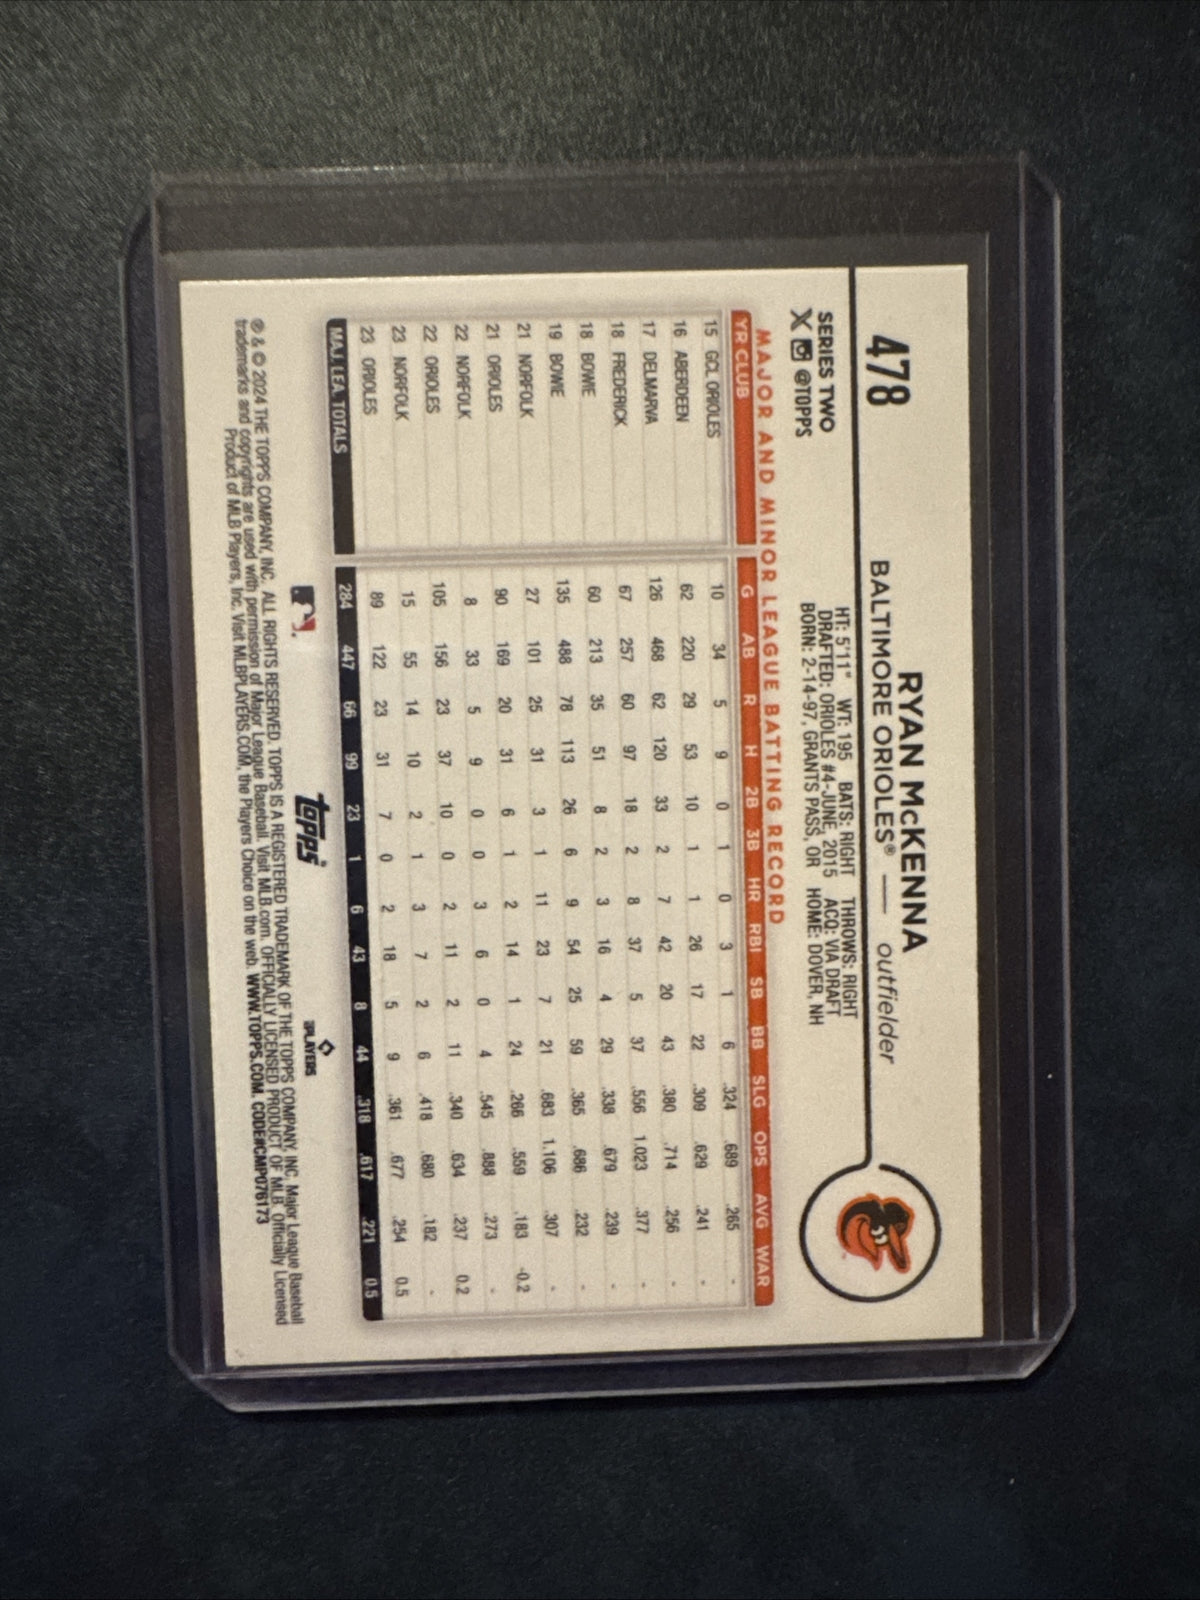 478
RYAN McKENNA
BALTIMORE ORIOLES® — outfielder
SERIES TWO
X @TOPPS
HT: 5'11" WT: 195 BATS: RIGHT THROWS: RIGHT
DRAFTED: ORIOLES #4-JUNE, 2015 ACQ: VIA DRAFT
BORN: 2-14-97, GRANTS PASS, OR HOME: DOVER, NH
MAJOR AND MINOR LEAGUE BATTING RECORD
YR CLUB G AB R H 2B 3B HR RBI SB BB SLG OPS AVG WAR
15 GCL ORIOLES 10 34 5 9 0 1 0 3 1 6 .324 .689 .265 -
16 ABERDEEN 62 220 29 53 10 1 1 26 17 22 .309 .629 .241 -
17 DELMARVA 126 468 62 120 33 2 7 42 20 43 .380 .714 .256 -
18 FREDERICK 67 257 60 97 18 2 8 37 5 37 .556 1.023 .377 -
18 BOWIE 60 213 35 51 8 2 3 16 4 29 .338 .679 .239 -
19 BOWIE 135 488 78 113 26 6 9 54 25 59 .365 .686 .232 -
21 NORFOLK 27 101 25 31 3 1 11 23 7 21 .683 1.106 .307 -
21 ORIOLES 90 169 20 31 6 1 2 14 1 24 .266 .559 .183 -0.2
22 NORFOLK 8 33 5 9 0 0 3 6 0 4 .545 .888 .273 -
22 ORIOLES 105 156 23 37 10 0 2 11 2 11 .340 .634 .237 0.2
23 NORFOLK 15 55 14 10 2 1 3 7 2 6 .418 .680 .182 -
23 ORIOLES 89 122 23 31 7 0 2 18 5 9 .361 .677 .254 0.5
MAJ. LEA. TOTALS 284 447 66 99 23 1 6 43 8 44 .318 .617 .221 0.5
topps
PLAYERS
℗ & © 2024 THE TOPPS COMPANY, INC. ALL RIGHTS RESERVED. TOPPS IS A REGISTERED TRADEMARK OF THE TOPPS COMPANY, INC. Major League Baseball
trademarks and copyrights are used with permission of Major League Baseball. Visit MLB.com. OFFICIALLY LICENSED PRODUCT OF MLB Officially Licensed
Product of MLB Players, Inc. Visit MLBPLAYERS.COM, the Players Choice on the web. WWW.TOPPS.COM. CODE#CMP076173